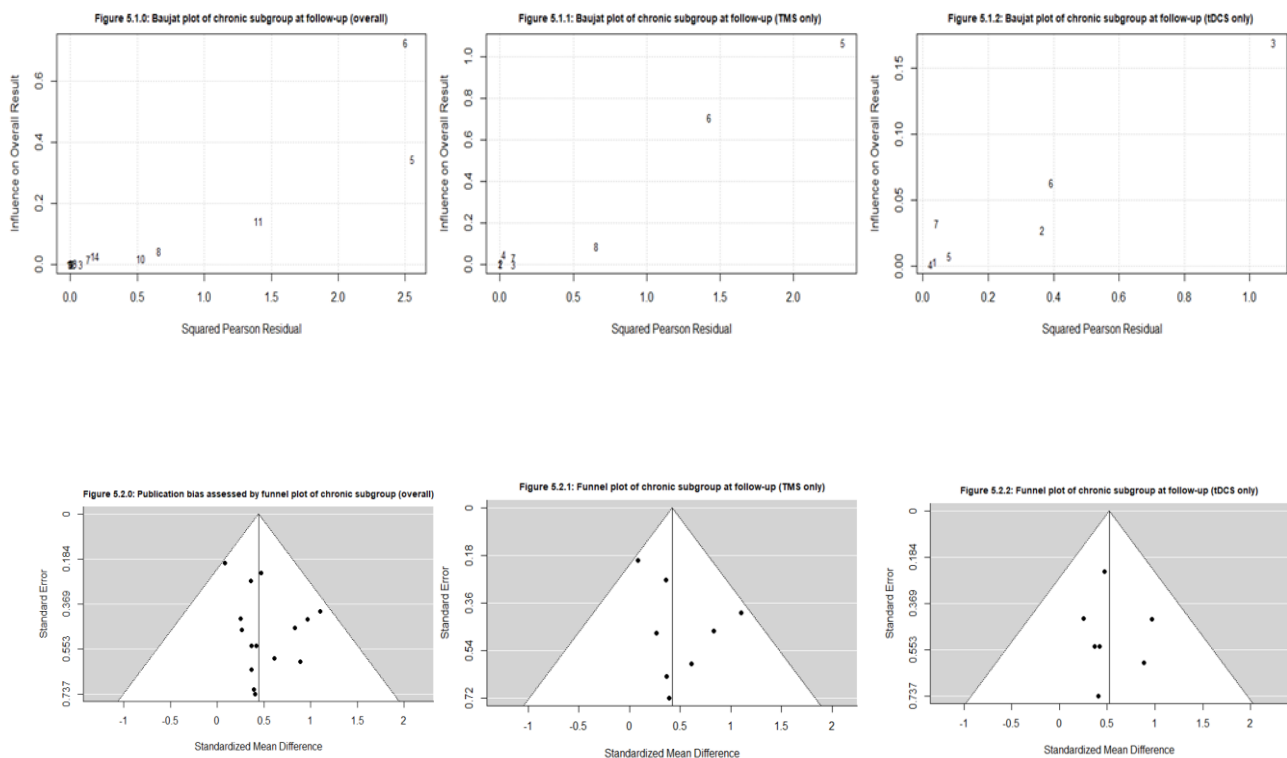 Figure 5.1.0: Baujat plot of chronic subgroup at follow-up (overall)
Influence on Overall Result
0.0 0.2 0.4 0.6
6
5
11
8
10
14
7
3
0.0 0.5 1.0 1.5 2.0 2.5
Squared Pearson Residual
Figure 5.1.1: Baujat plot of chronic subgroup at follow-up (TMS only)
Influence on Overall Result
0.0 0.2 0.4 0.6 0.8 1.0
5
6
8
4
7
3
2
0.0 0.5 1.0 1.5 2.0
Squared Pearson Residual
Figure 5.1.2: Baujat plot of chronic subgroup at follow-up (tDCS only)
Influence on Overall Result
0.00 0.05 0.10 0.15
3
6
7
2
5
1
4
0.0 0.2 0.4 0.6 0.8 1.0
Squared Pearson Residual
Figure 5.2.0: Publication bias assessed by funnel plot of chronic subgroup (overall)
Standard Error
0
0.184
0.369
0.553
0.737
-1 -0.5 0 0.5 1 1.5 2
Standardized Mean Difference
Figure 5.2.1: Funnel plot of chronic subgroup at follow-up (TMS only)
Standard Error
0
0.18
0.36
0.54
0.72
-1 -0.5 0 0.5 1 1.5 2
Standardized Mean Difference
Figure 5.2.2: Funnel plot of chronic subgroup at follow-up (tDCS only)
Standard Error
0
0.184
0.369
0.553
0.737
-1 -0.5 0 0.5 1 1.5 2
Standardized Mean Difference